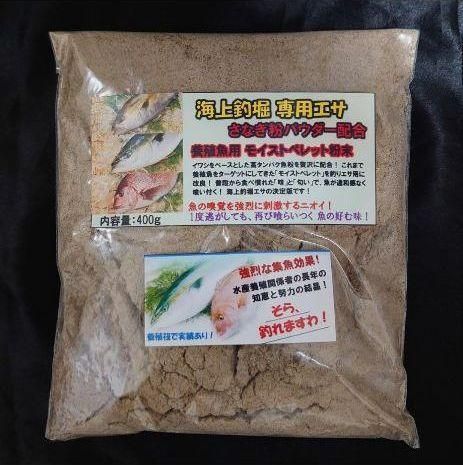 海上釣堀 専用エサ
さなぎ粉パウダー配合
養殖魚用 モイストペレット粉末
イワシをベースとした高タンパク魚粉を贅沢に配合！ これまで
養殖魚をターゲットにしてきた「モイストペレット」を釣りエサ用に
改良！ 普段から食べ慣れた「味」と「匂い」で、魚が違和感なく
喰い付く！ 海上釣堀エサの決定版です！
魚の嗅覚を強烈に刺激するニオイ！
1度逃がしても、再び喰らいつく 魚の好む味！
内容量:400g
強烈な集魚効果！
水産養殖関係者の長年の
知恵と努力の結晶！
そら、
釣れますわ！
養殖筏で実績あり！